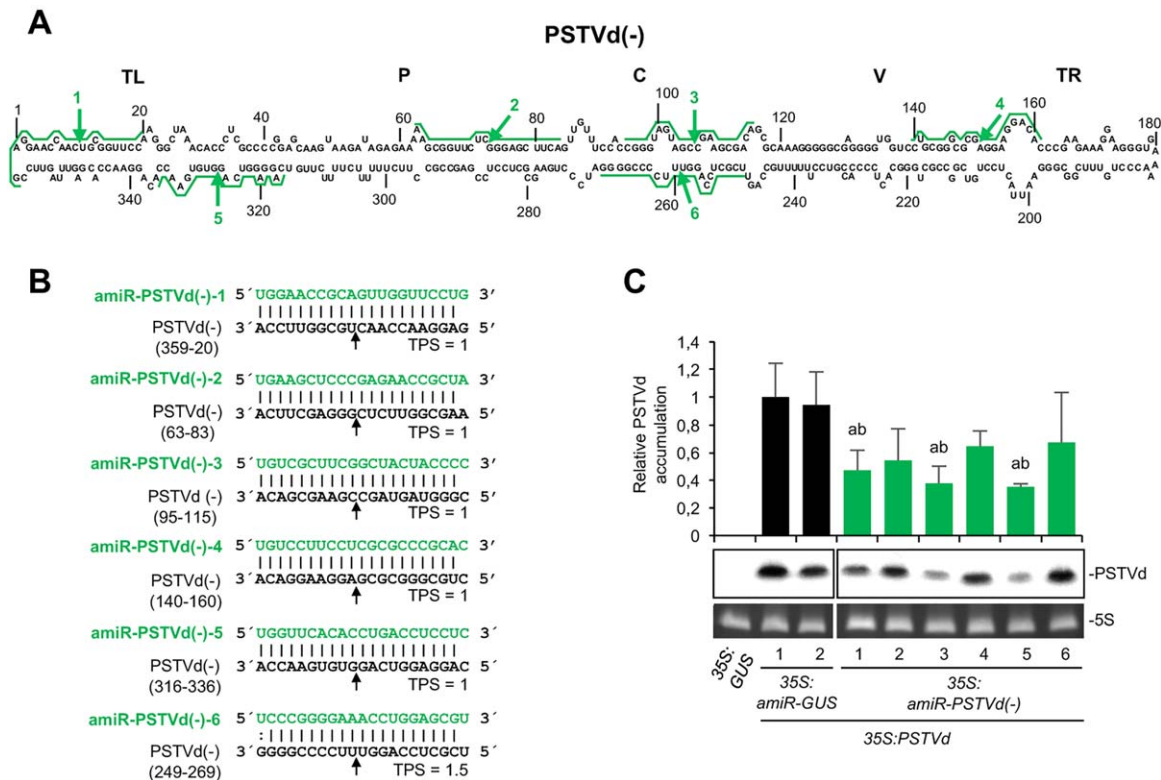 A
PSTVd(-)
TL P C V TR
1 20 40 60 80 100 120 140 160 180
1 2 3 4
340 320 300 280 260 240 220 200
5 6
B
amiR-PSTVd(-)-1 5´UGGAACCGCAGUUGGUUCCUG 3′
PSTVd(-) 3´ACCUUGGCGUCAACCAAGGAG 5′
(359-20) TPS = 1
amiR-PSTVd(-)-2 5´UGAAGCUCCCGAGAACCGCUA 3′
PSTVd(-) 3´ACUUCGAGGGCUCUUGGCGAA 5′
(63-83) TPS = 1
amiR-PSTVd(-)-3 5´UGUCGCUUCGGCUACUACCCC 3′
PSTVd (-) 3´ACAGCGAAGCCGAUGAUGGGC 5′
(95-115) TPS = 1
amiR-PSTVd(-)-4 5´UGUCCUUCCUCGCGCCCGCAC 3′
PSTVd(-) 3´ACAGGAAGGAGCGCGGGCGUC 5′
(140-160) TPS = 1
amiR-PSTVd(-)-5 5´UGGUUCACACCUGACCUCCUC 3′
PSTVd(-) 3´ACCAAGUGUGGACUGGAGGAC 5´
(316-336) TPS = 1
amiR-PSTVd(-)-6 5´UCCCGGGGAAACCUGGAGCGU 3´
PSTVd(-) 3´GGGGCCCCUUUGGACCUCGCU 5´
(249-269) TPS = 1.5
C
Relative PSTVd
accumulation
1,4
1,2
1
0,8
0,6
0,4
0,2
0
ab ab ab
-PSTVd
-5S
35S:
GUS
1 2 1 2 3 4 5 6
35S:
amiR-GUS
35S:
amiR-PSTVd(-)
35S:PSTVd